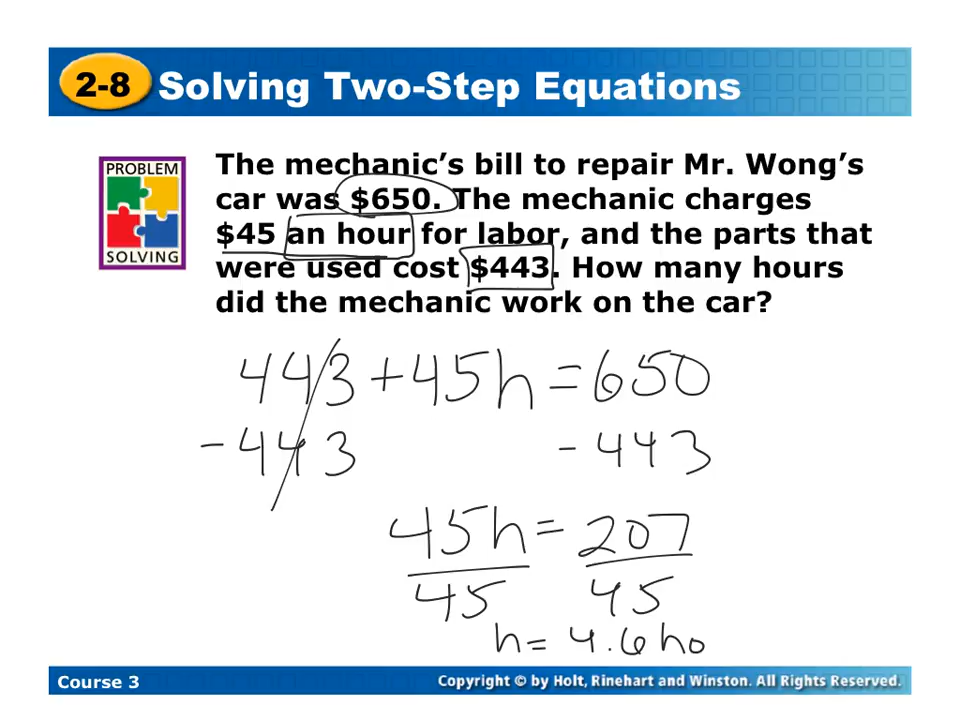 2-8 Solving Two-Step Equations
PROBLEM
SOLVING
The mechanic's bill to repair Mr. Wong's
car was $650. The mechanic charges
$45 an hour for labor, and the parts that
were used cost $443. How many hours
did the mechanic work on the car?
443 + 45h = 650
- 443 - 443
45h = 207
45 45
h = 4.6 ho
Course 3
Copyright © by Holt, Rinehart and Winston. All Rights Reserved.